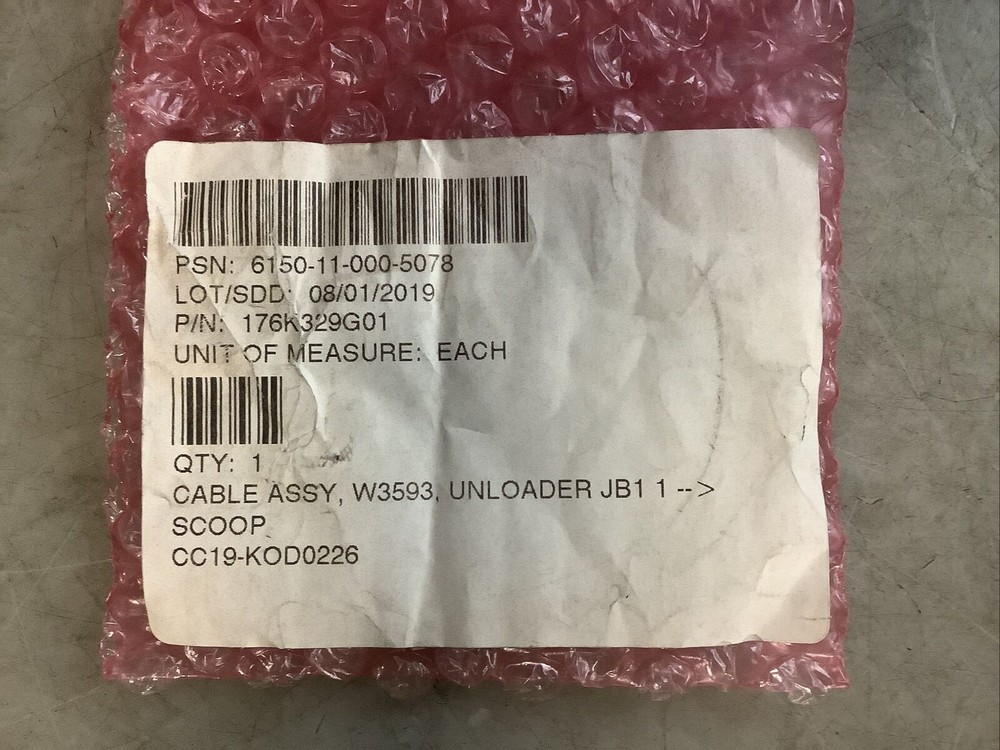 PSN: 6150-11-000-5078
LOT/SDD: 08/01/2019
P/N: 176K329G01
UNIT OF MEASURE: EACH
QTY: 1
CABLE ASSY, W3593, UNLOADER JB1 1 -->
SCOOP
CC19-KOD0226